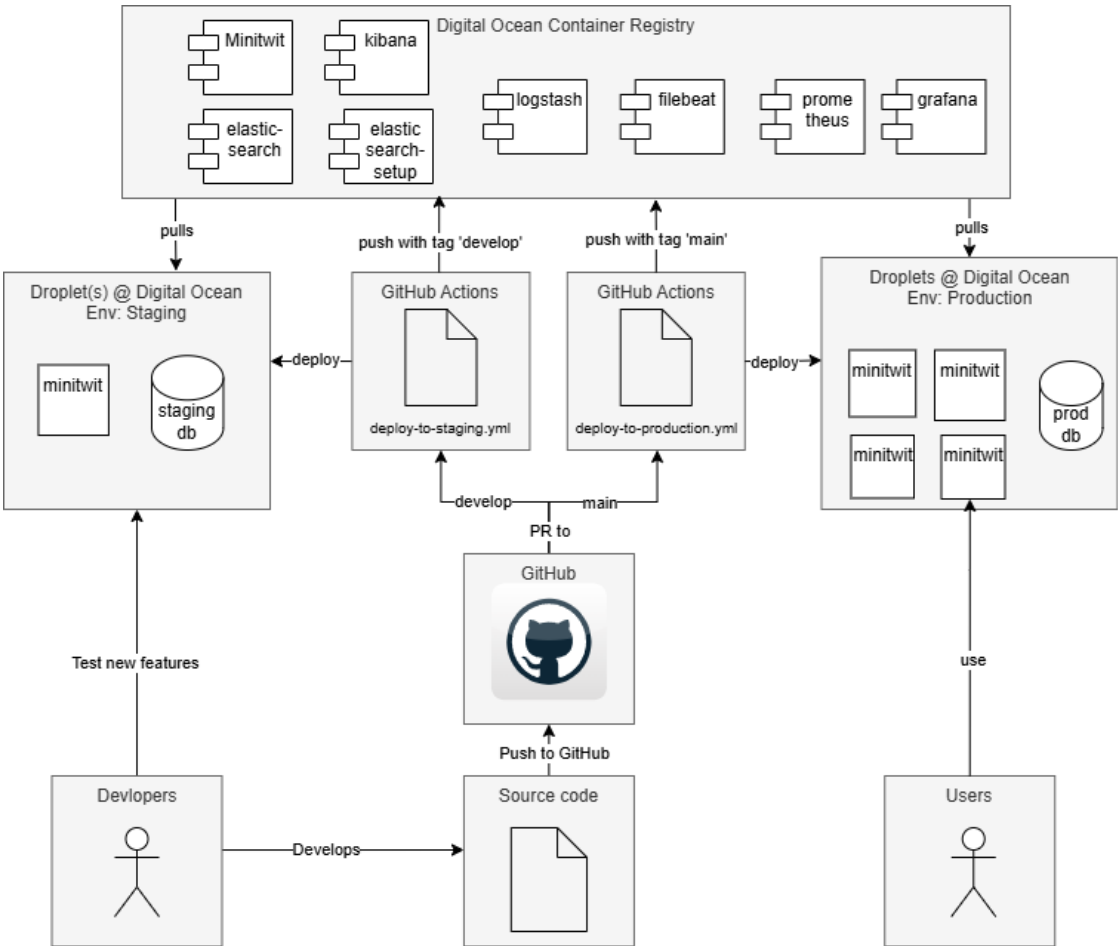 Digital Ocean Container Registry
Minitwit
kibana
logstash
filebeat
prome
theus
grafana
elastic-
search
elastic
search-
setup
pulls
push with tag 'develop'
push with tag 'main'
pulls
Droplet(s) @ Digital Ocean
Env: Staging
minitwit
staging
db
deploy
GitHub Actions
deploy-to-staging.yml
GitHub Actions
deploy-to-production.yml
deploy
Droplets @ Digital Ocean
Env: Production
minitwit
minitwit
minitwit
minitwit
prod
db
develop
main
PR to
GitHub
Test new features
use
Push to GitHub
Devlopers
Develops
Source code
Users